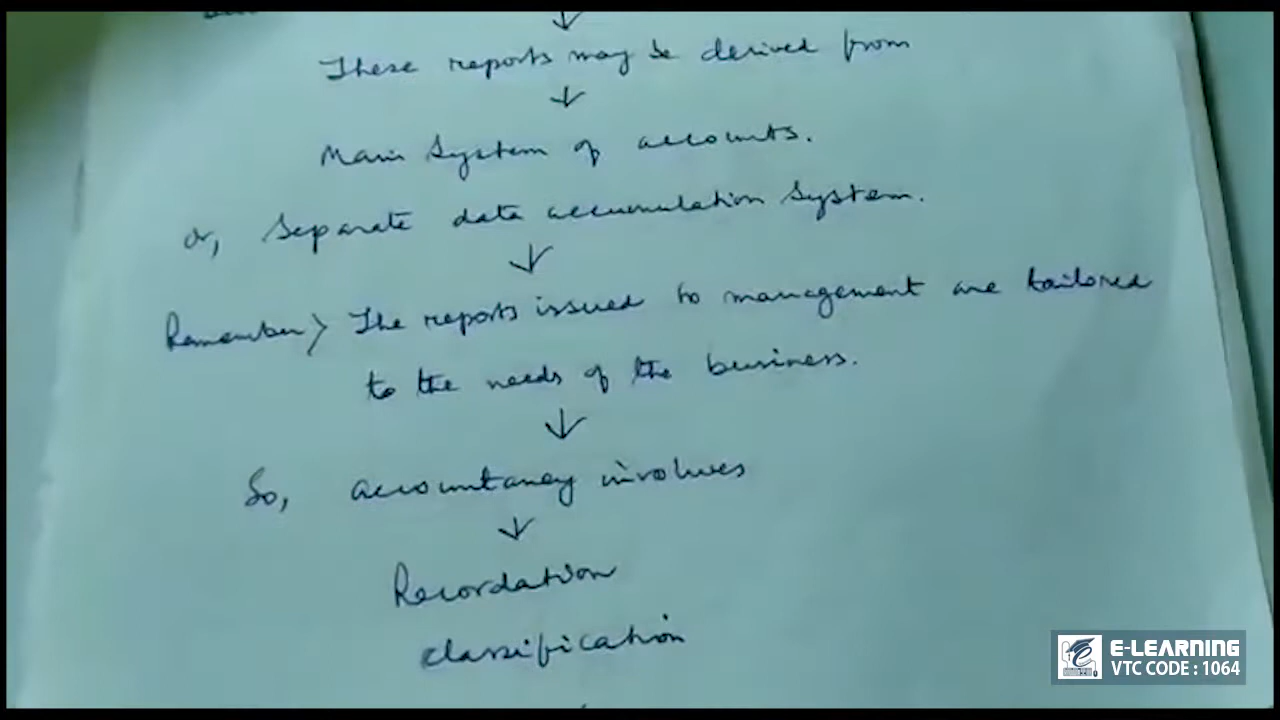 ↓
These reports may be derived from
↓
Main System of accounts.
or, Separate data accumulation System.
↓
Remember> The reports issued to management are tailored
to the needs of the business.
↓
So, accountancy involves
↓
Recordation
classification
E-LEARNING
VTC CODE : 1064